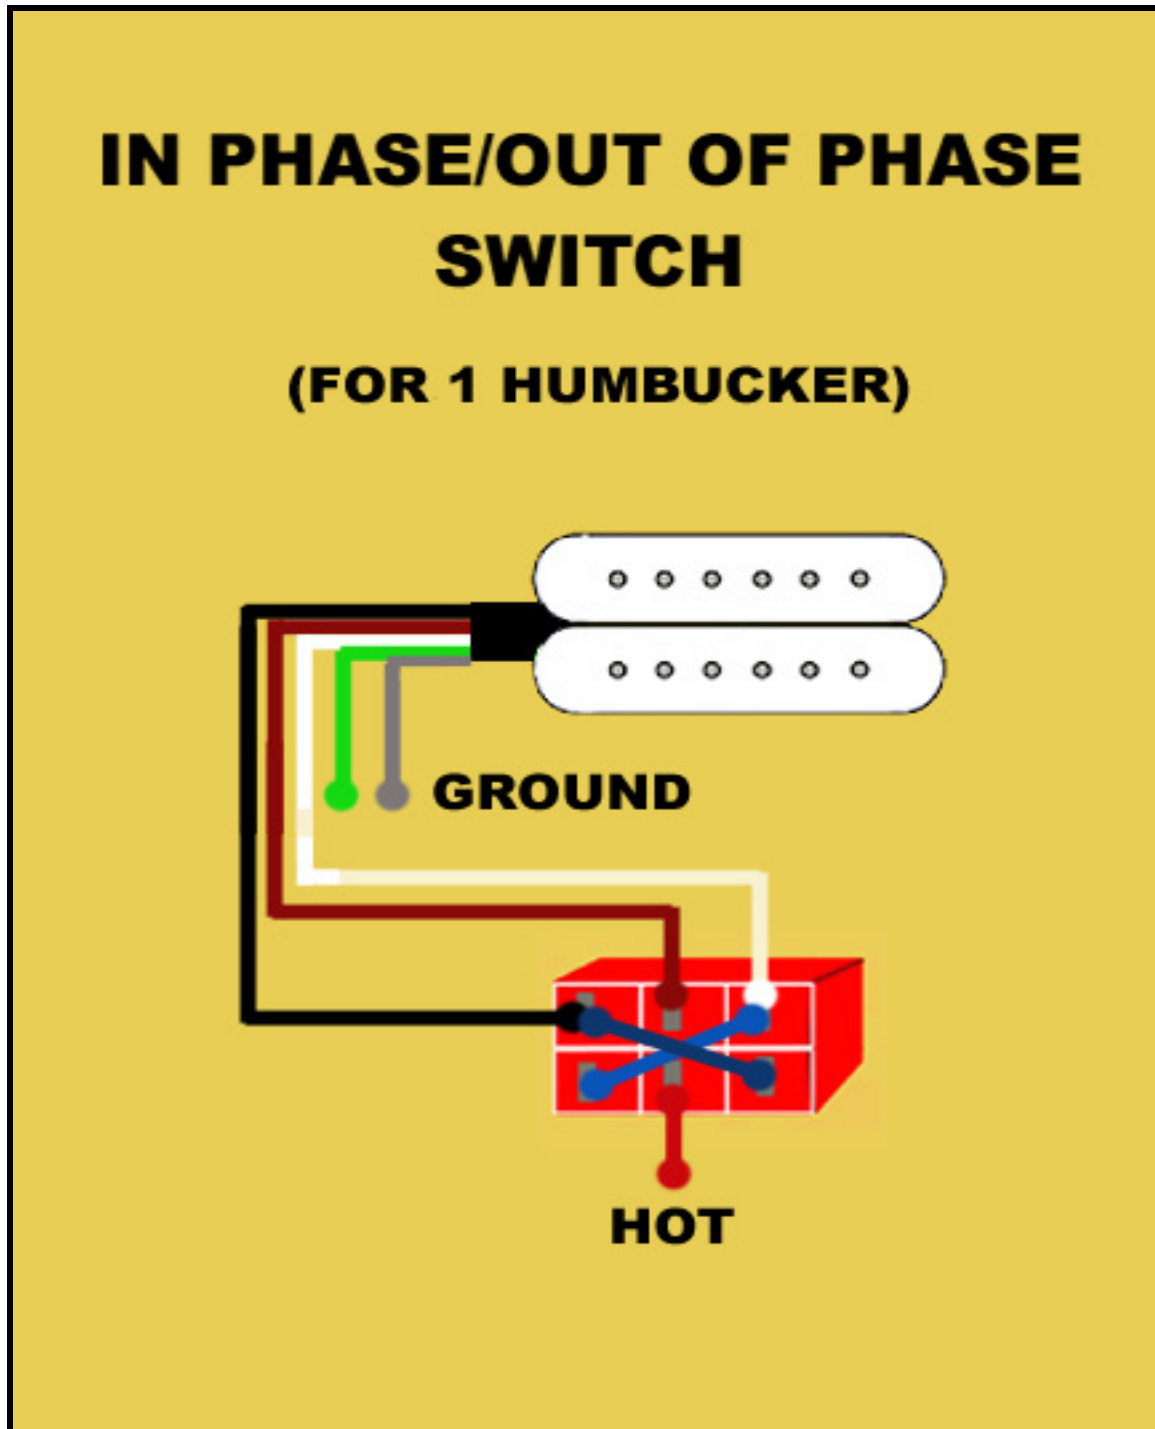 IN PHASE/OUT OF PHASE
SWITCH
(FOR 1 HUMBUCKER)
GROUND
HOT